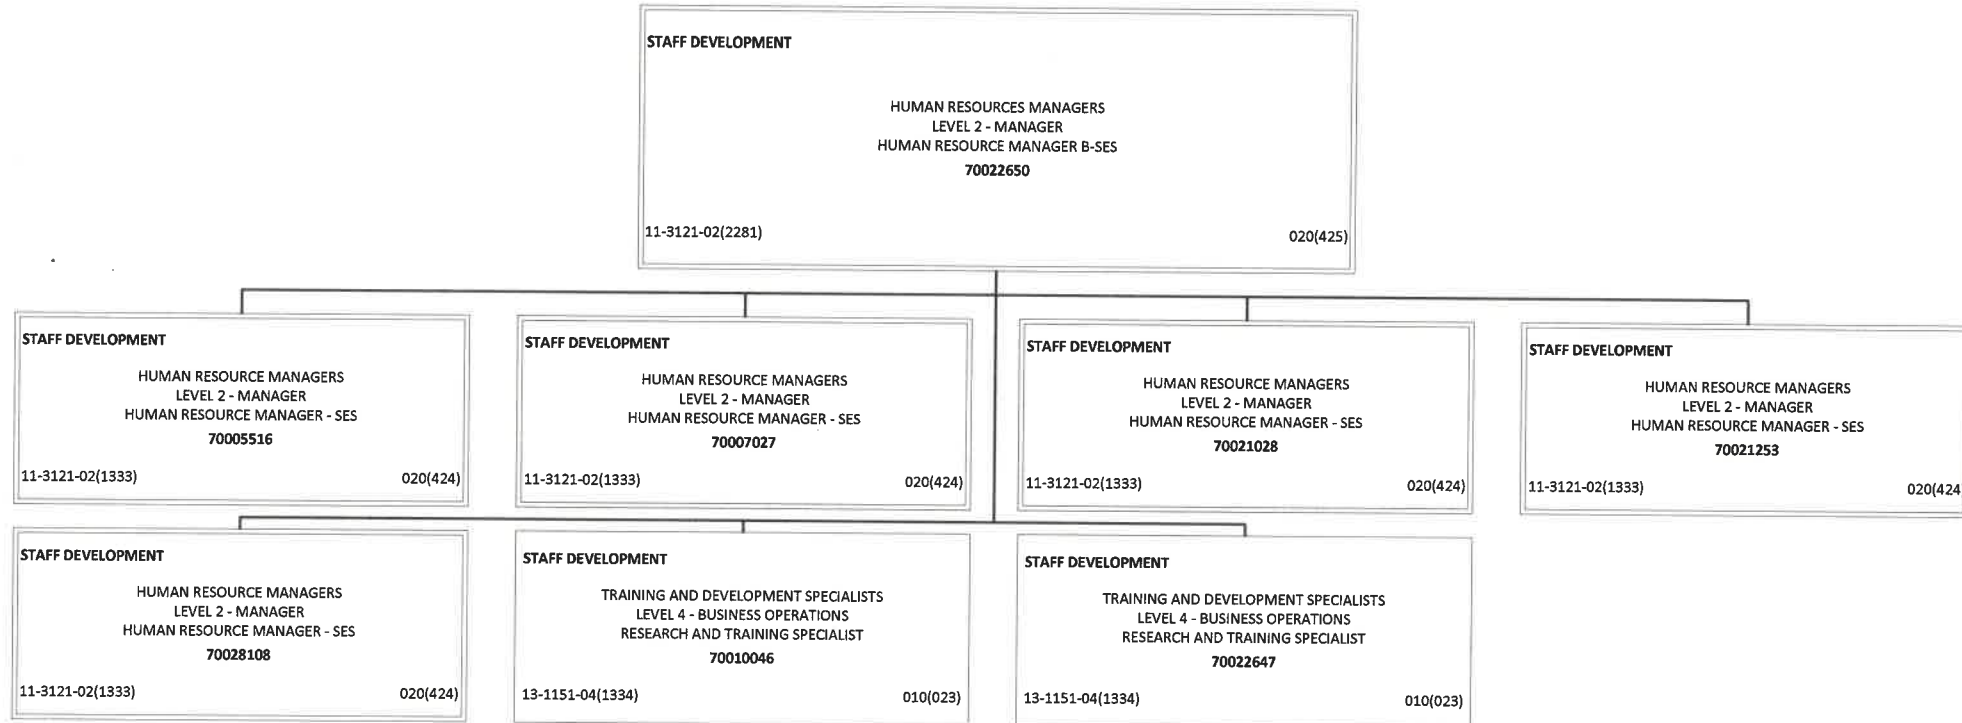 STAFF DEVELOPMENT
HUMAN RESOURCES MANAGERS
LEVEL 2 - MANAGER
HUMAN RESOURCE MANAGER B-SES
70022650
11-3121-02(2281)
020(425)
STAFF DEVELOPMENT
HUMAN RESOURCE MANAGERS
LEVEL 2 - MANAGER
HUMAN RESOURCE MANAGER - SES
70005516
11-3121-02(1333)
020(424)
STAFF DEVELOPMENT
HUMAN RESOURCE MANAGERS
LEVEL 2 - MANAGER
HUMAN RESOURCE MANAGER - SES
70007027
11-3121-02(1333)
020(424)
STAFF DEVELOPMENT
HUMAN RESOURCE MANAGERS
LEVEL 2 - MANAGER
HUMAN RESOURCE MANAGER - SES
70021028
11-3121-02(1333)
020(424)
STAFF DEVELOPMENT
HUMAN RESOURCE MANAGERS
LEVEL 2 - MANAGER
HUMAN RESOURCE MANAGER - SES
70021253
11-3121-02(1333)
020(424
STAFF DEVELOPMENT
HUMAN RESOURCE MANAGERS
LEVEL 2 - MANAGER
HUMAN RESOURCE MANAGER - SES
70028108
11-3121-02(1333)
020(424)
STAFF DEVELOPMENT
TRAINING AND DEVELOPMENT SPECIALISTS
LEVEL 4 - BUSINESS OPERATIONS
RESEARCH AND TRAINING SPECIALIST
70010046
13-1151-04(1334)
010(023)
STAFF DEVELOPMENT
TRAINING AND DEVELOPMENT SPECIALISTS
LEVEL 4 - BUSINESS OPERATIONS
RESEARCH AND TRAINING SPECIALIST
70022647
13-1151-04(1334)
010(023)